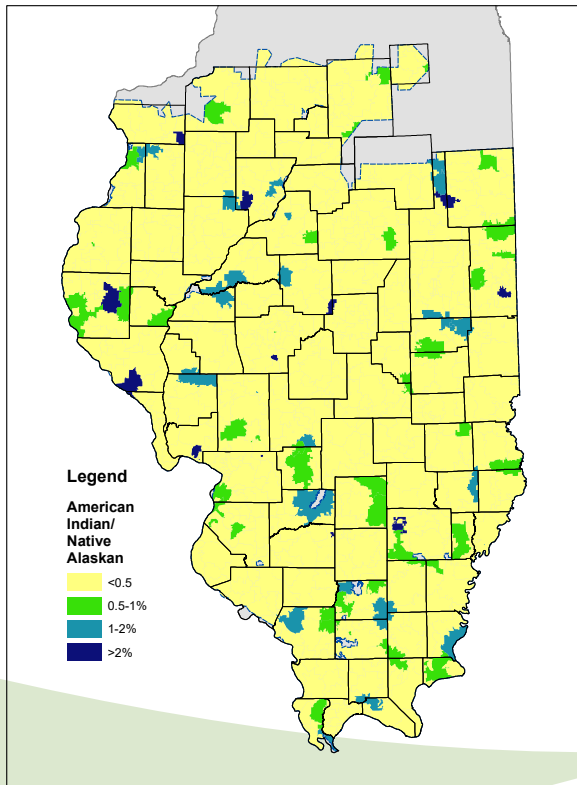 Legend
American
Indian/
Native
Alaskan
<0.5
0.5-1%
1-2%
>2%